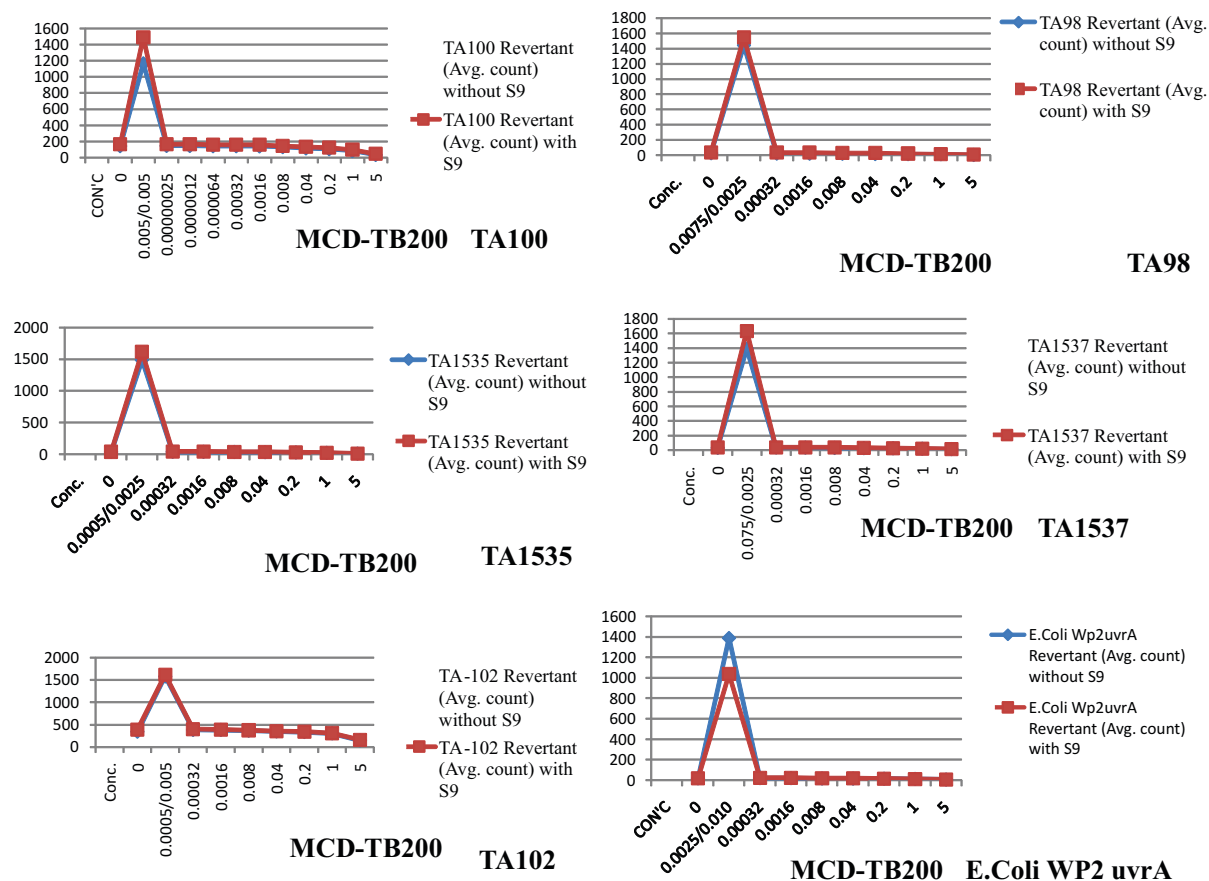 1600
1400
1200
1000
800
600
400
200
0
CON'C
0
0.005/0.005
0.00000025
0.0000012
0.000064
0.00032
0.0016
0.008
0.04
0.2
1
5
TA100 Revertant
(Avg. count)
without S9
TA100 Revertant
(Avg. count) with
S9
MCD-TB200 TA100
1800
1600
1400
1200
1000
800
600
400
200
0
Conc.
0
0.0075/0.0025
0.00032
0.0016
0.008
0.04
0.2
1
5
TA98 Revertant (Avg.
count) without S9
TA98 Revertant (Avg.
count) with S9
MCD-TB200 TA98
2000
1500
1000
500
0
Conc.
0
0.0005/0.0025
0.00032
0.0016
0.008
0.04
0.2
1
5
TA1535 Revertant
(Avg. count) without
S9
TA1535 Revertant
(Avg. count) with S9
MCD-TB200 TA1535
1800
1600
1400
1200
1000
800
600
400
200
0
Conc.
0
0.075/0.0025
0.00032
0.0016
0.008
0.04
0.2
1
5
TA1537 Revertant
(Avg. count) without
S9
TA1537 Revertant
(Avg. count) with S9
MCD-TB200 TA1537
2000
1500
1000
500
0
Conc.
0
0.0005/0.005
0.00032
0.0016
0.008
0.04
0.2
1
5
TA-102 Revertant
(Avg. count)
without S9
TA-102 Revertant
(Avg. count) with
S9
MCD-TB200 TA102
1600
1400
1200
1000
800
600
400
200
0
CON'C
0
0.0025/0.010
0.00032
0.0016
0.008
0.04
0.2
1
5
E.Coli Wp2uvrA
Revertant (Avg. count)
without S9
E.Coli Wp2uvrA
Revertant (Avg. count)
with S9
MCD-TB200 E.Coli WP2 uvrA